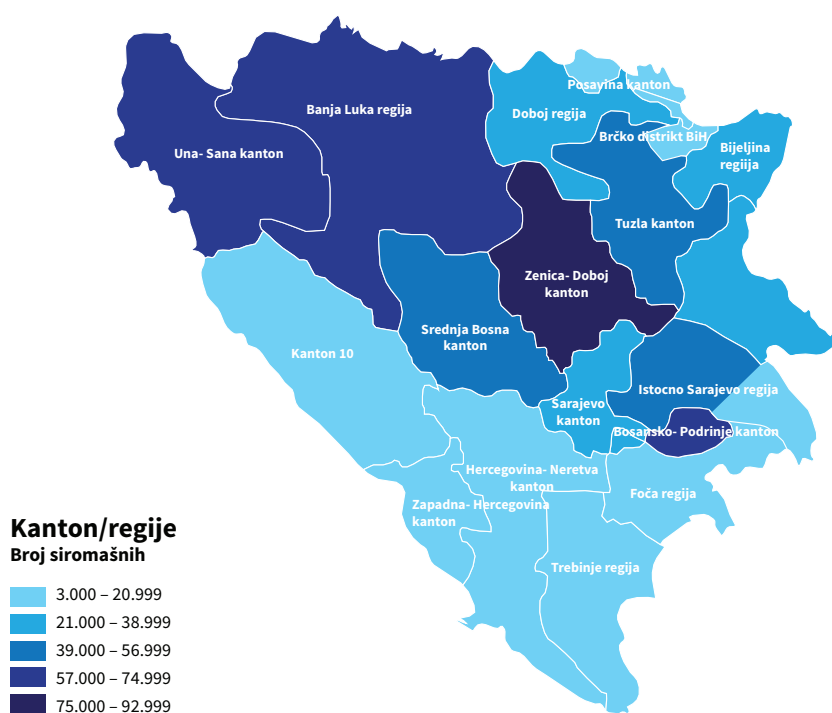 Posavina kanton
Banja Luka regija
Doboj regija
Brčko distrikt BiH
Bijeljina
regiija
Una- Sana kanton
Tuzla kanton
Zenica- Doboj
kanton
Srednja Bosna
kanton
Kanton 10
Istocno Sarajevo regija
Sarajevo
kanton
Bosansko- Podrinje kanton
Hercegovina- Neretva
kanton
Foča regija
Zapadna- Hercegovina
kanton
Trebinje regija
Kanton/regije
Broj siromašnih
3.000 – 20.999
21.000 – 38.999
39.000 – 56.999
57.000 – 74.999
75.000 – 92.999